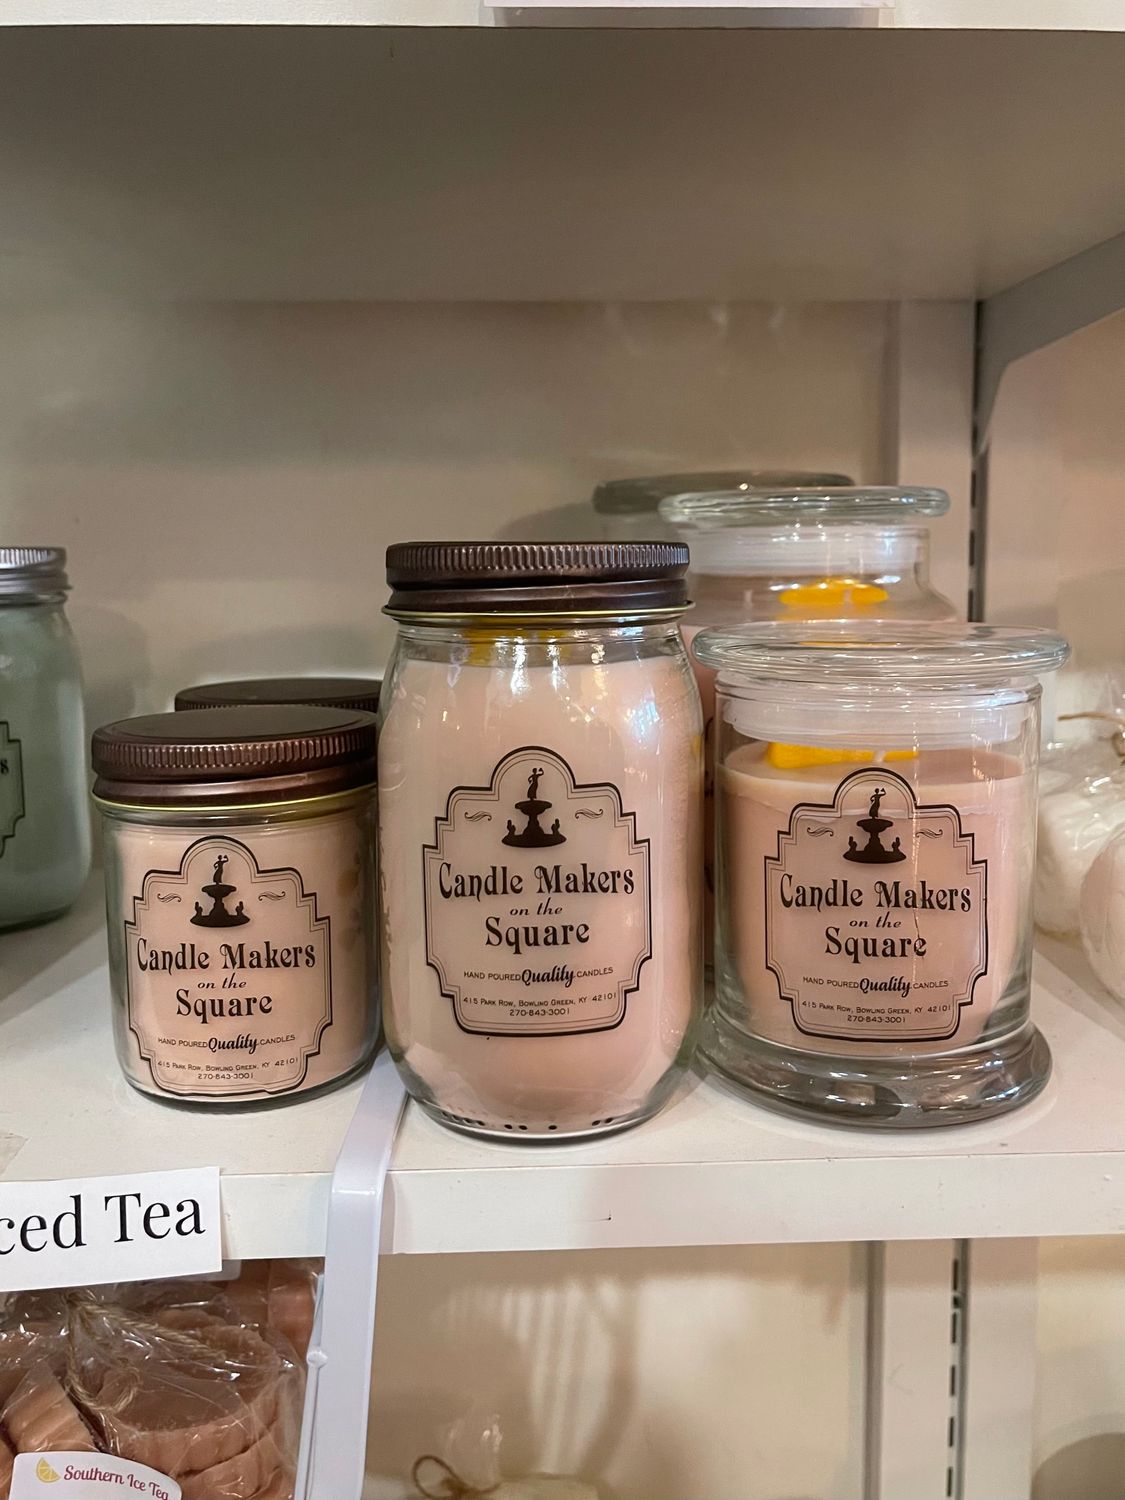 Candle Makers
on the
Square
HAND POURED Quality CANDLES
415 PARK ROW, BOWLING GREEN, KY 42101
270-843-3001
Candle Makers
on the
Square
HAND POURED Quality CANDLES
415 PARK ROW, BOWLING GREEN, KY 42101
270-843-3001
Candle Makers
on the
Square
HAND POURED Quality CANDLES
415 PARK ROW, BOWLING GREEN, KY 42101
270-843-3001
ced Tea
Southern Ice Tea